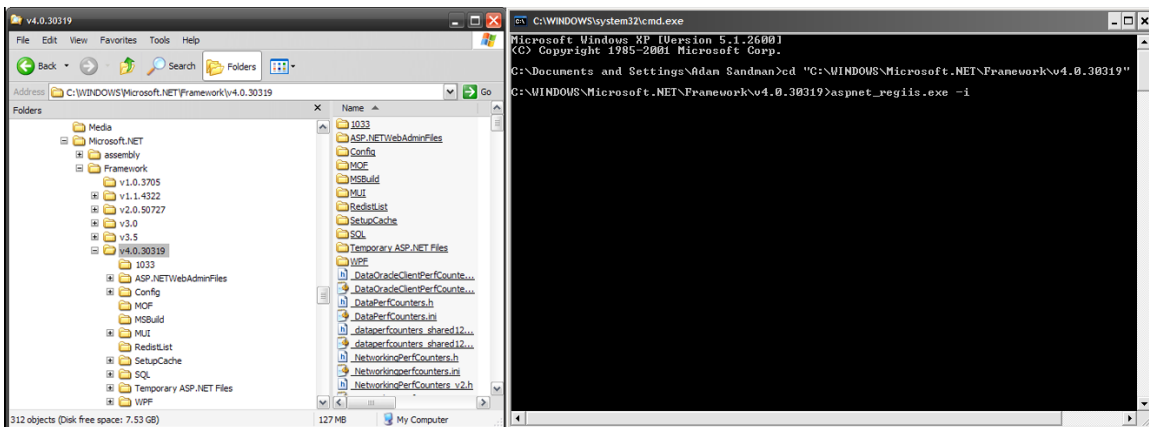 v4.0.30319
File Edit View Favorites Tools Help
Back Search Folders
Address C:\WINDOWS\Microsoft.NET\Framework\v4.0.30319 Go
Folders
Media
Microsoft.NET
assembly
Framework
v1.0.3705
v1.1.4322
v2.0.50727
v3.0
v3.5
v4.0.30319
1033
ASP.NETWebAdminFiles
Config
MOF
MSBuild
MUI
RedistList
SetupCache
SQL
Temporary ASP.NET Files
WPF
Name
1033
ASP.NETWebAdminFiles
Config
MOF
MSBuild
MUI
RedistList
SetupCache
SQL
Temporary ASP.NET Files
WPF
_DataOracleClientPerfCounte...
_DataOracleClientPerfCounte...
_DataPerfCounters.h
_DataPerfCounters.ini
_dataperfcounters_shared12...
_dataperfcounters_shared12...
_NetworkingPerfCounters.h
_Networkingperfcounters.ini
_NetworkingPerfCounters_v2.h
312 objects (Disk free space: 7.53 GB) 127 MB My Computer
C:\WINDOWS\system32\cmd.exe
Microsoft Windows XP [Version 5.1.2600]
(C) Copyright 1985-2001 Microsoft Corp.
C:\Documents and Settings\Adam Sandman>cd "C:\WINDOWS\Microsoft.NET\Framework\v4.0.30319"
C:\WINDOWS\Microsoft.NET\Framework\v4.0.30319>aspnet_regiis.exe -i